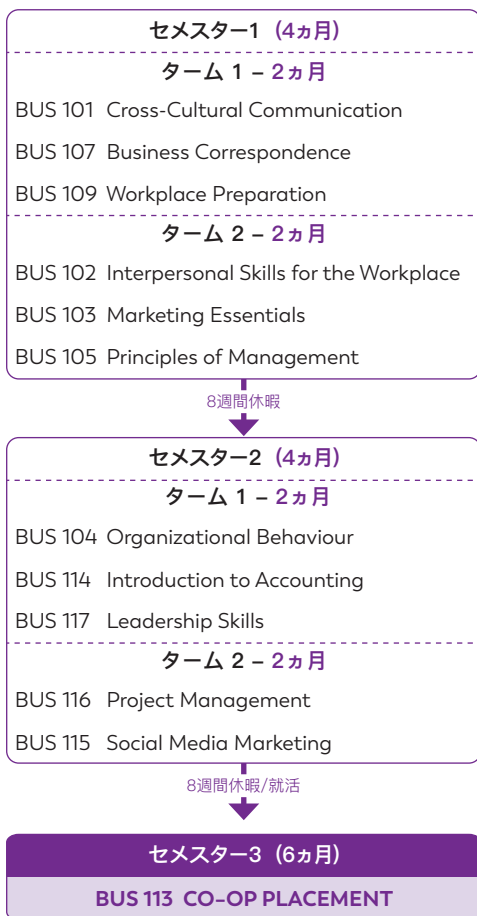 セメスター1 (4ヵ月)
ターム 1 – 2ヵ月
BUS 101 Cross-Cultural Communication
BUS 107 Business Correspondence
BUS 109 Workplace Preparation
ターム 2 – 2ヵ月
BUS 102 Interpersonal Skills for the Workplace
BUS 103 Marketing Essentials
BUS 105 Principles of Management
8週間休暇
セメスター2 (4ヵ月)
ターム 1 – 2ヵ月
BUS 104 Organizational Behaviour
BUS 114 Introduction to Accounting
BUS 117 Leadership Skills
ターム 2 – 2ヵ月
BUS 116 Project Management
BUS 115 Social Media Marketing
8週間休暇/就活
セメスター3 (6ヵ月)
BUS 113 CO-OP PLACEMENT